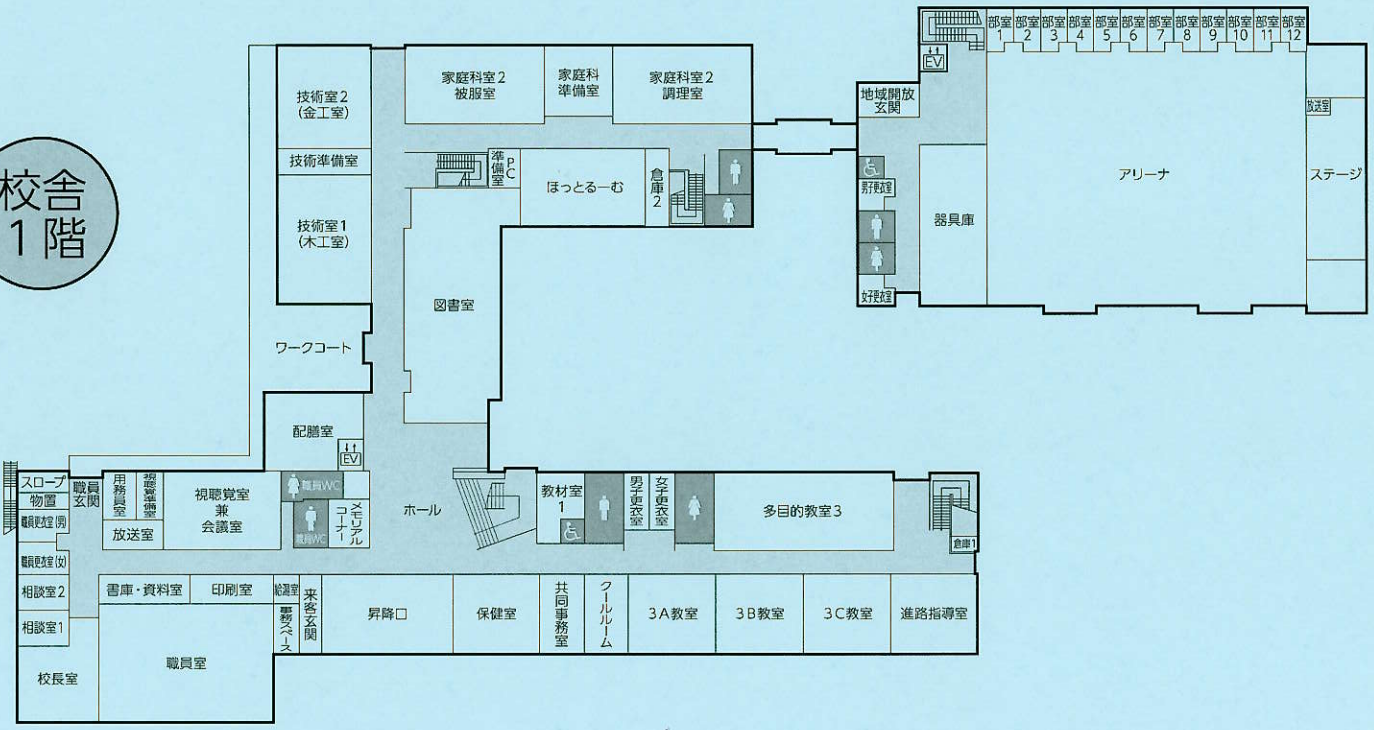 校舎
1階
技術室2
(金工室)
技術準備室
技術室1
(木工室)
ワークコート
家庭科室2
被服室
家庭科
準備室
家庭科室2
調理室
PC
準備室
ほっとるーむ
倉庫2
図書室
地域開放
玄関
EV
部室
1
部室
2
部室
3
部室
4
部室
5
部室
6
部室
7
部室
8
部室
9
部室
10
部室
11
部室
12
放送室
アリーナ
ステージ
男子更衣室
器具庫
女子更衣室
配膳室
EV
スロープ
物置
職員更衣室(男)
職員更衣室(女)
相談室2
相談室1
校長室
職員
玄関
用務員室
視聴覚準備室
放送室
視聴覚室
兼
会議室
職員WC
職員WC
メモリアル
コーナー
ホール
教材室
1
男子更衣室
女子更衣室
多目的教室3
倉庫1
書庫・資料室
印刷室
給湯室
事務スペース
来客玄関
職員室
昇降口
保健室
共同事務室
クールルーム
3A教室
3B教室
3C教室
進路指導室